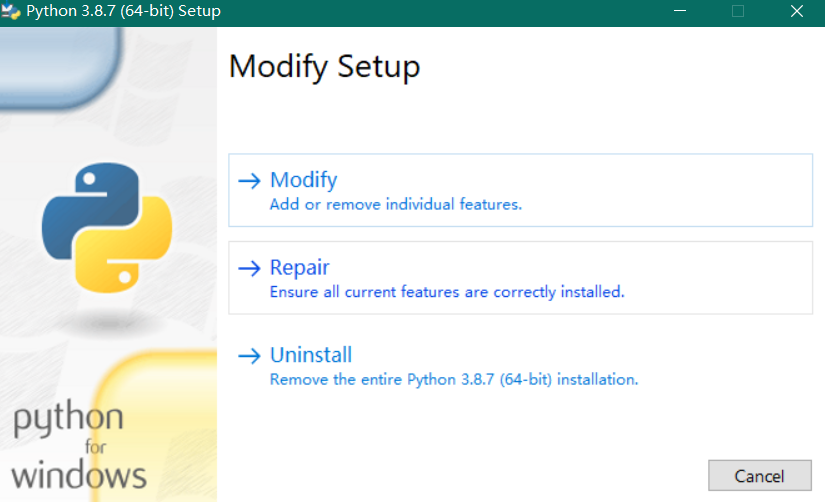 Python 3.8.7 (64-bit) Setup
Modify Setup
Modify
Add or remove individual features.
Repair
Ensure all current features are correctly installed.
Uninstall
Remove the entire Python 3.8.7 (64-bit) installation.
python
for
windows
Cancel